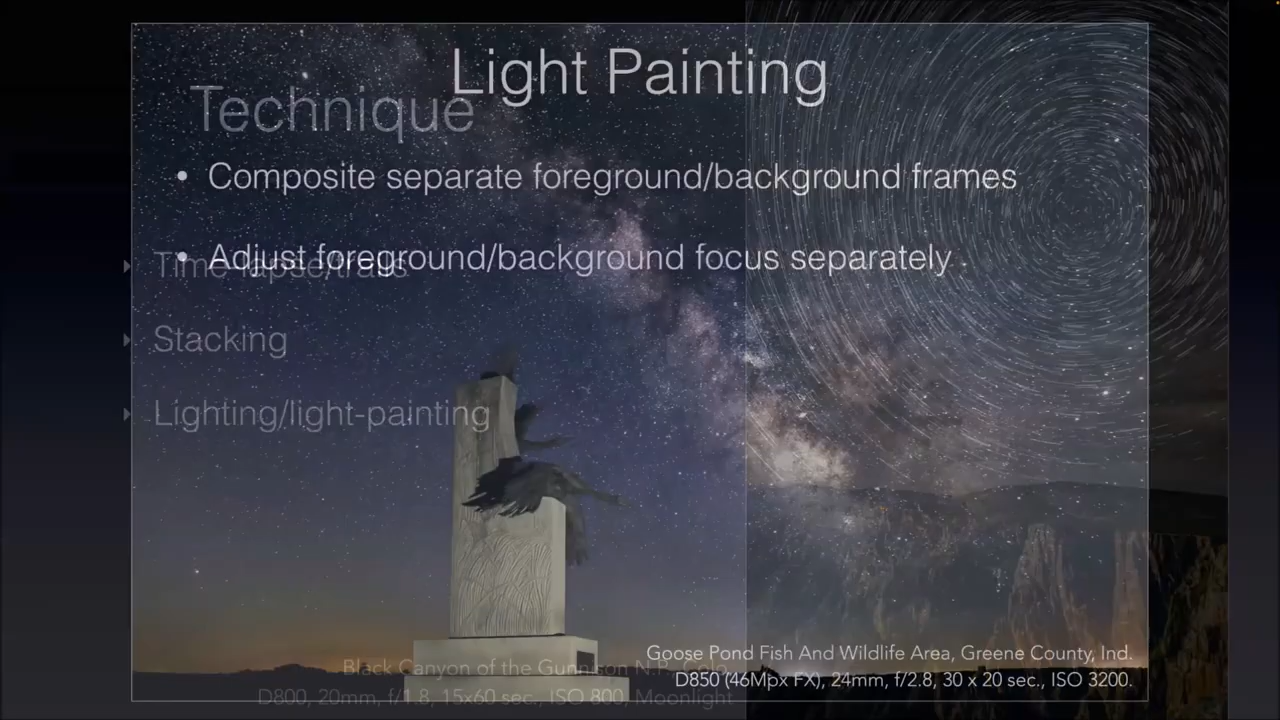 Light Painting
Technique
• Composite separate foreground/background frames
• Adjust foreground/background focus separately
Time-lapse/trails
Stacking
Lighting/light-painting
Goose Pond Fish And Wildlife Area, Greene County, Ind.
D850 (46Mpx FX), 24mm, f/2.8, 30 x 20 sec., ISO 3200.
Black Canyon of the Gunnison N.P. Colo.
D800, 20mm, f/1.8, 15x60 sec., ISO 800, Moonlight